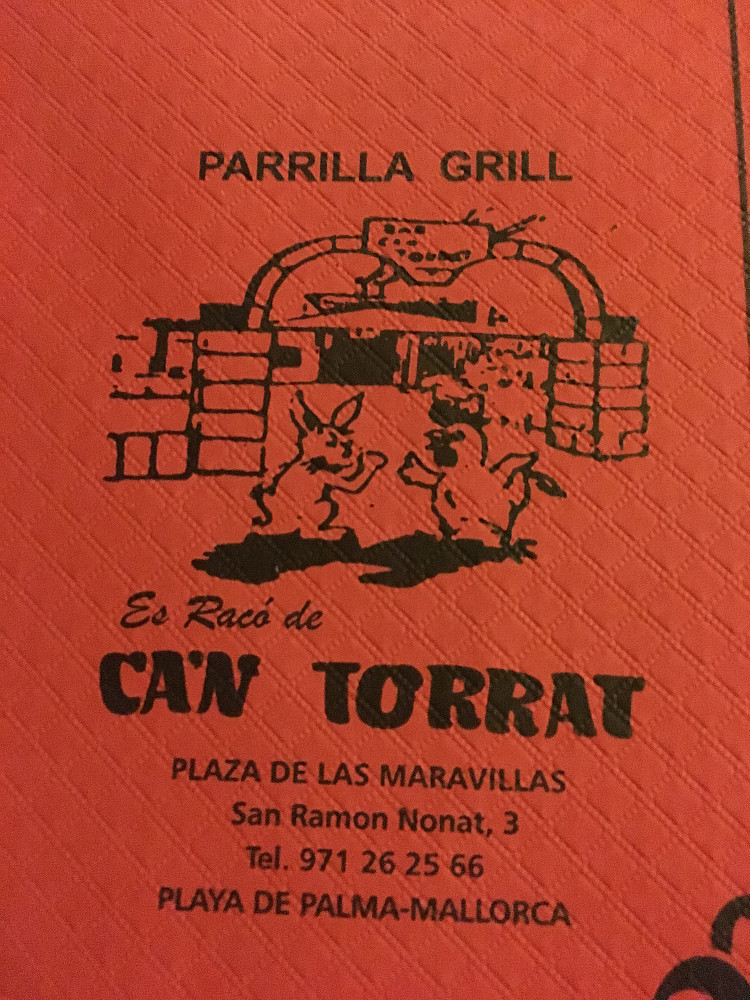 PARRILLA GRILL
Es Racó de
CA'N TORRAT
PLAZA DE LAS MARAVILLAS
San Ramon Nonat, 3
Tel. 971 26 25 66
PLAYA DE PALMA-MALLORCA